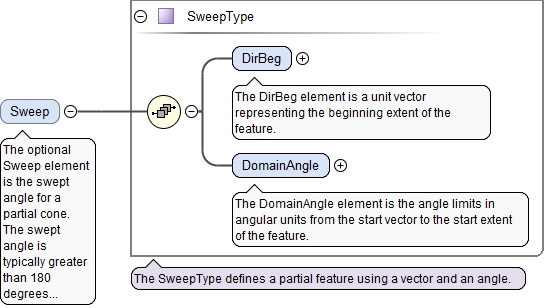 SweepType
DirBeg
The DirBeg element is a unit vector
representing the beginning extent of the
feature.
Sweep
The optional
Sweep element
is the swept
angle for a
partial cone.
The swept
angle is
typically greater
than 180
degrees...
DomainAngle
The DomainAngle element is the angle limits in
angular units from the start vector to the start extent
of the feature.
The SweepType defines a partial feature using a vector and an angle.